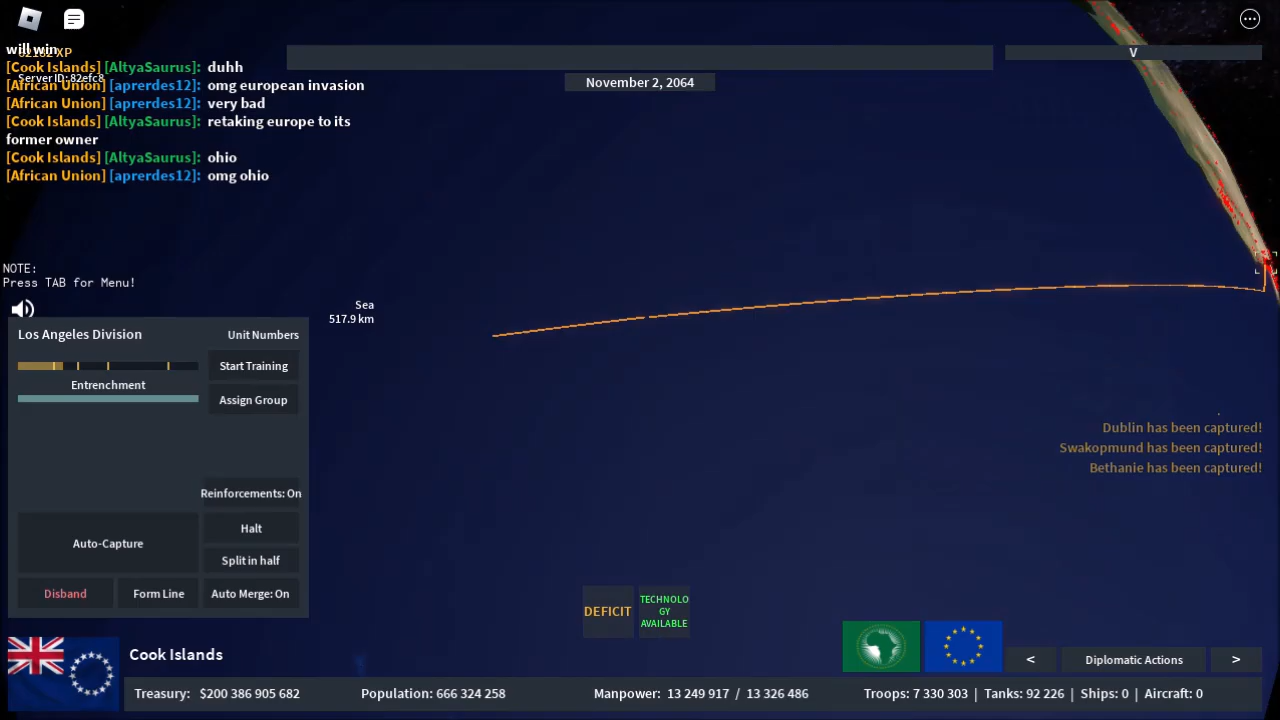 will win
XP
[Cook Islands] [AltyaSaurus]: duhh
Server ID: 82efc8
[African Union] [aprerdes12]: omg european invasion
[African Union] [aprerdes12]: very bad
[Cook Islands] [AltyaSaurus]: retaking europe to its
former owner
[Cook Islands] [AltyaSaurus]: ohio
[African Union] [aprerdes12]: omg ohio
V
November 2, 2064
NOTE:
Press TAB for Menu!
Sea
517.9 km
Los Angeles Division
Unit Numbers
Start Training
Entrenchment
Assign Group
Reinforcements: On
Auto-Capture
Halt
Split in half
Disband
Form Line
Auto Merge: On
Dublin has been captured!
Swakopmund has been captured!
Bethanie has been captured!
DEFICIT
TECHNOLO
GY
AVAILABLE
Cook Islands
<
Diplomatic Actions
>
Treasury: $200 386 905 682
Population: 666 324 258
Manpower: 13 249 917 / 13 326 486
Troops: 7 330 303 | Tanks: 92 226 | Ships: 0 | Aircraft: 0